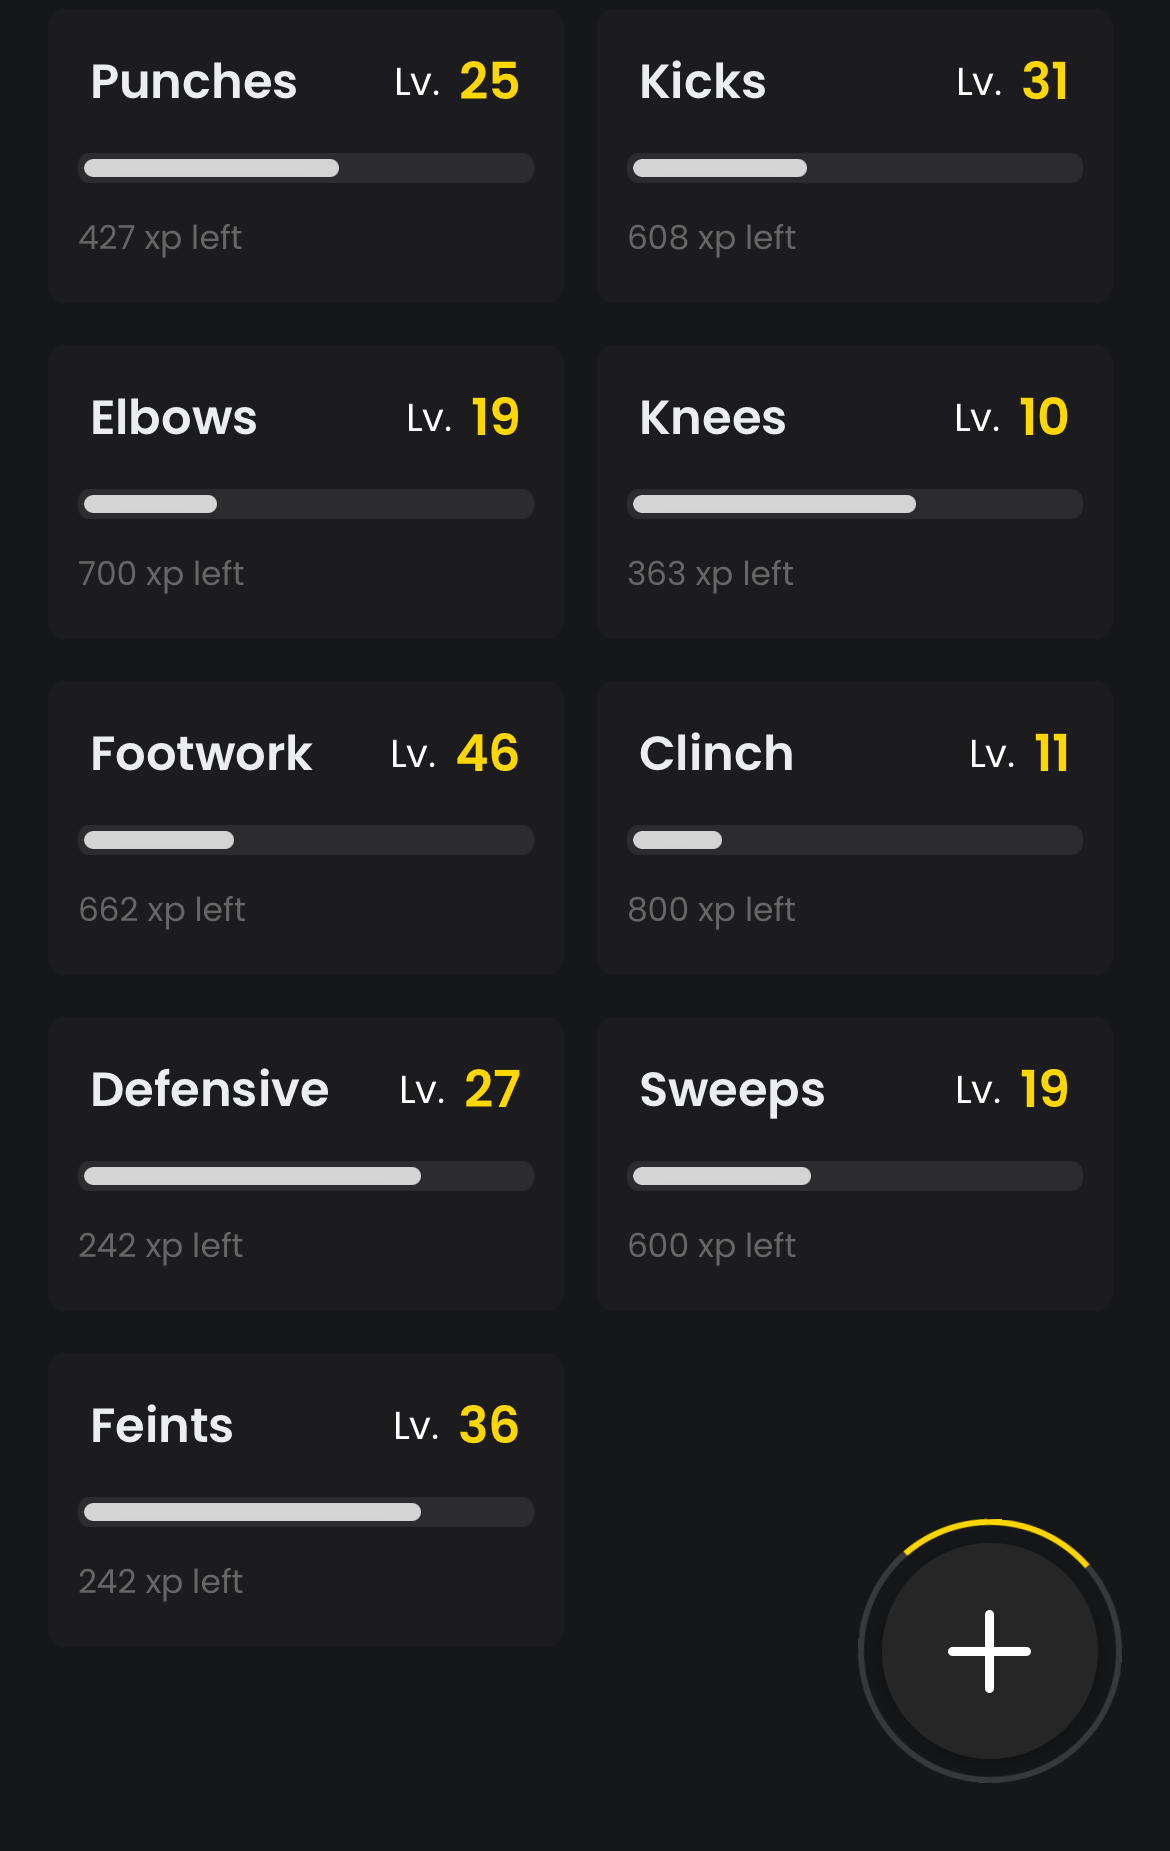 Punches Lv. 25
427 xp left
Kicks Lv. 31
608 xp left
Elbows Lv. 19
700 xp left
Knees Lv. 10
363 xp left
Footwork Lv. 46
662 xp left
Clinch Lv. 11
800 xp left
Defensive Lv. 27
242 xp left
Sweeps Lv. 19
600 xp left
Feints Lv. 36
242 xp left